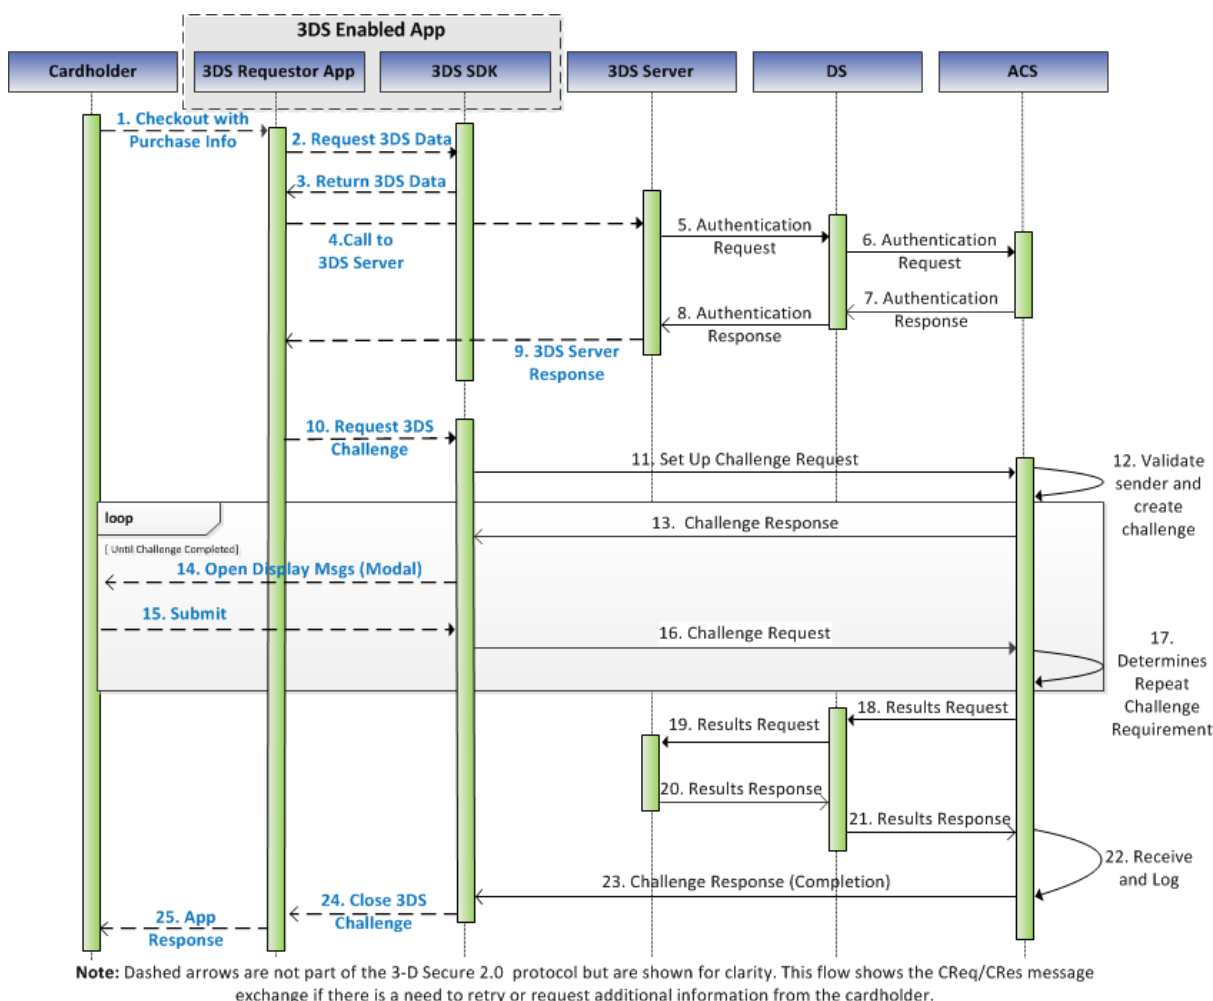 3DS Enabled App
Cardholder
3DS Requestor App
3DS SDK
3DS Server
DS
ACS
1. Checkout with
Purchase Info
2. Request 3DS Data
3. Return 3DS Data
4.Call to
3DS Server
5. Authentication
Request
6. Authentication
Request
7. Authentication
Response
8. Authentication
Response
9. 3DS Server
Response
10. Request 3DS
Challenge
11. Set Up Challenge Request
12. Validate
sender and
create
challenge
loop
[ Until Challenge Completed]
13. Challenge Response
14. Open Display Msgs (Modal)
15. Submit
16. Challenge Request
17.
Determines
Repeat
Challenge
Requirement
18. Results Request
19. Results Request
20. Results Response
21. Results Response
22. Receive
and Log
23. Challenge Response (Completion)
24. Close 3DS
Challenge
25. App
Response
Note: Dashed arrows are not part of the 3-D Secure 2.0 protocol but are shown for clarity. This flow shows the CReq/CRes message
exchange if there is a need to retry or request additional information from the cardholder.